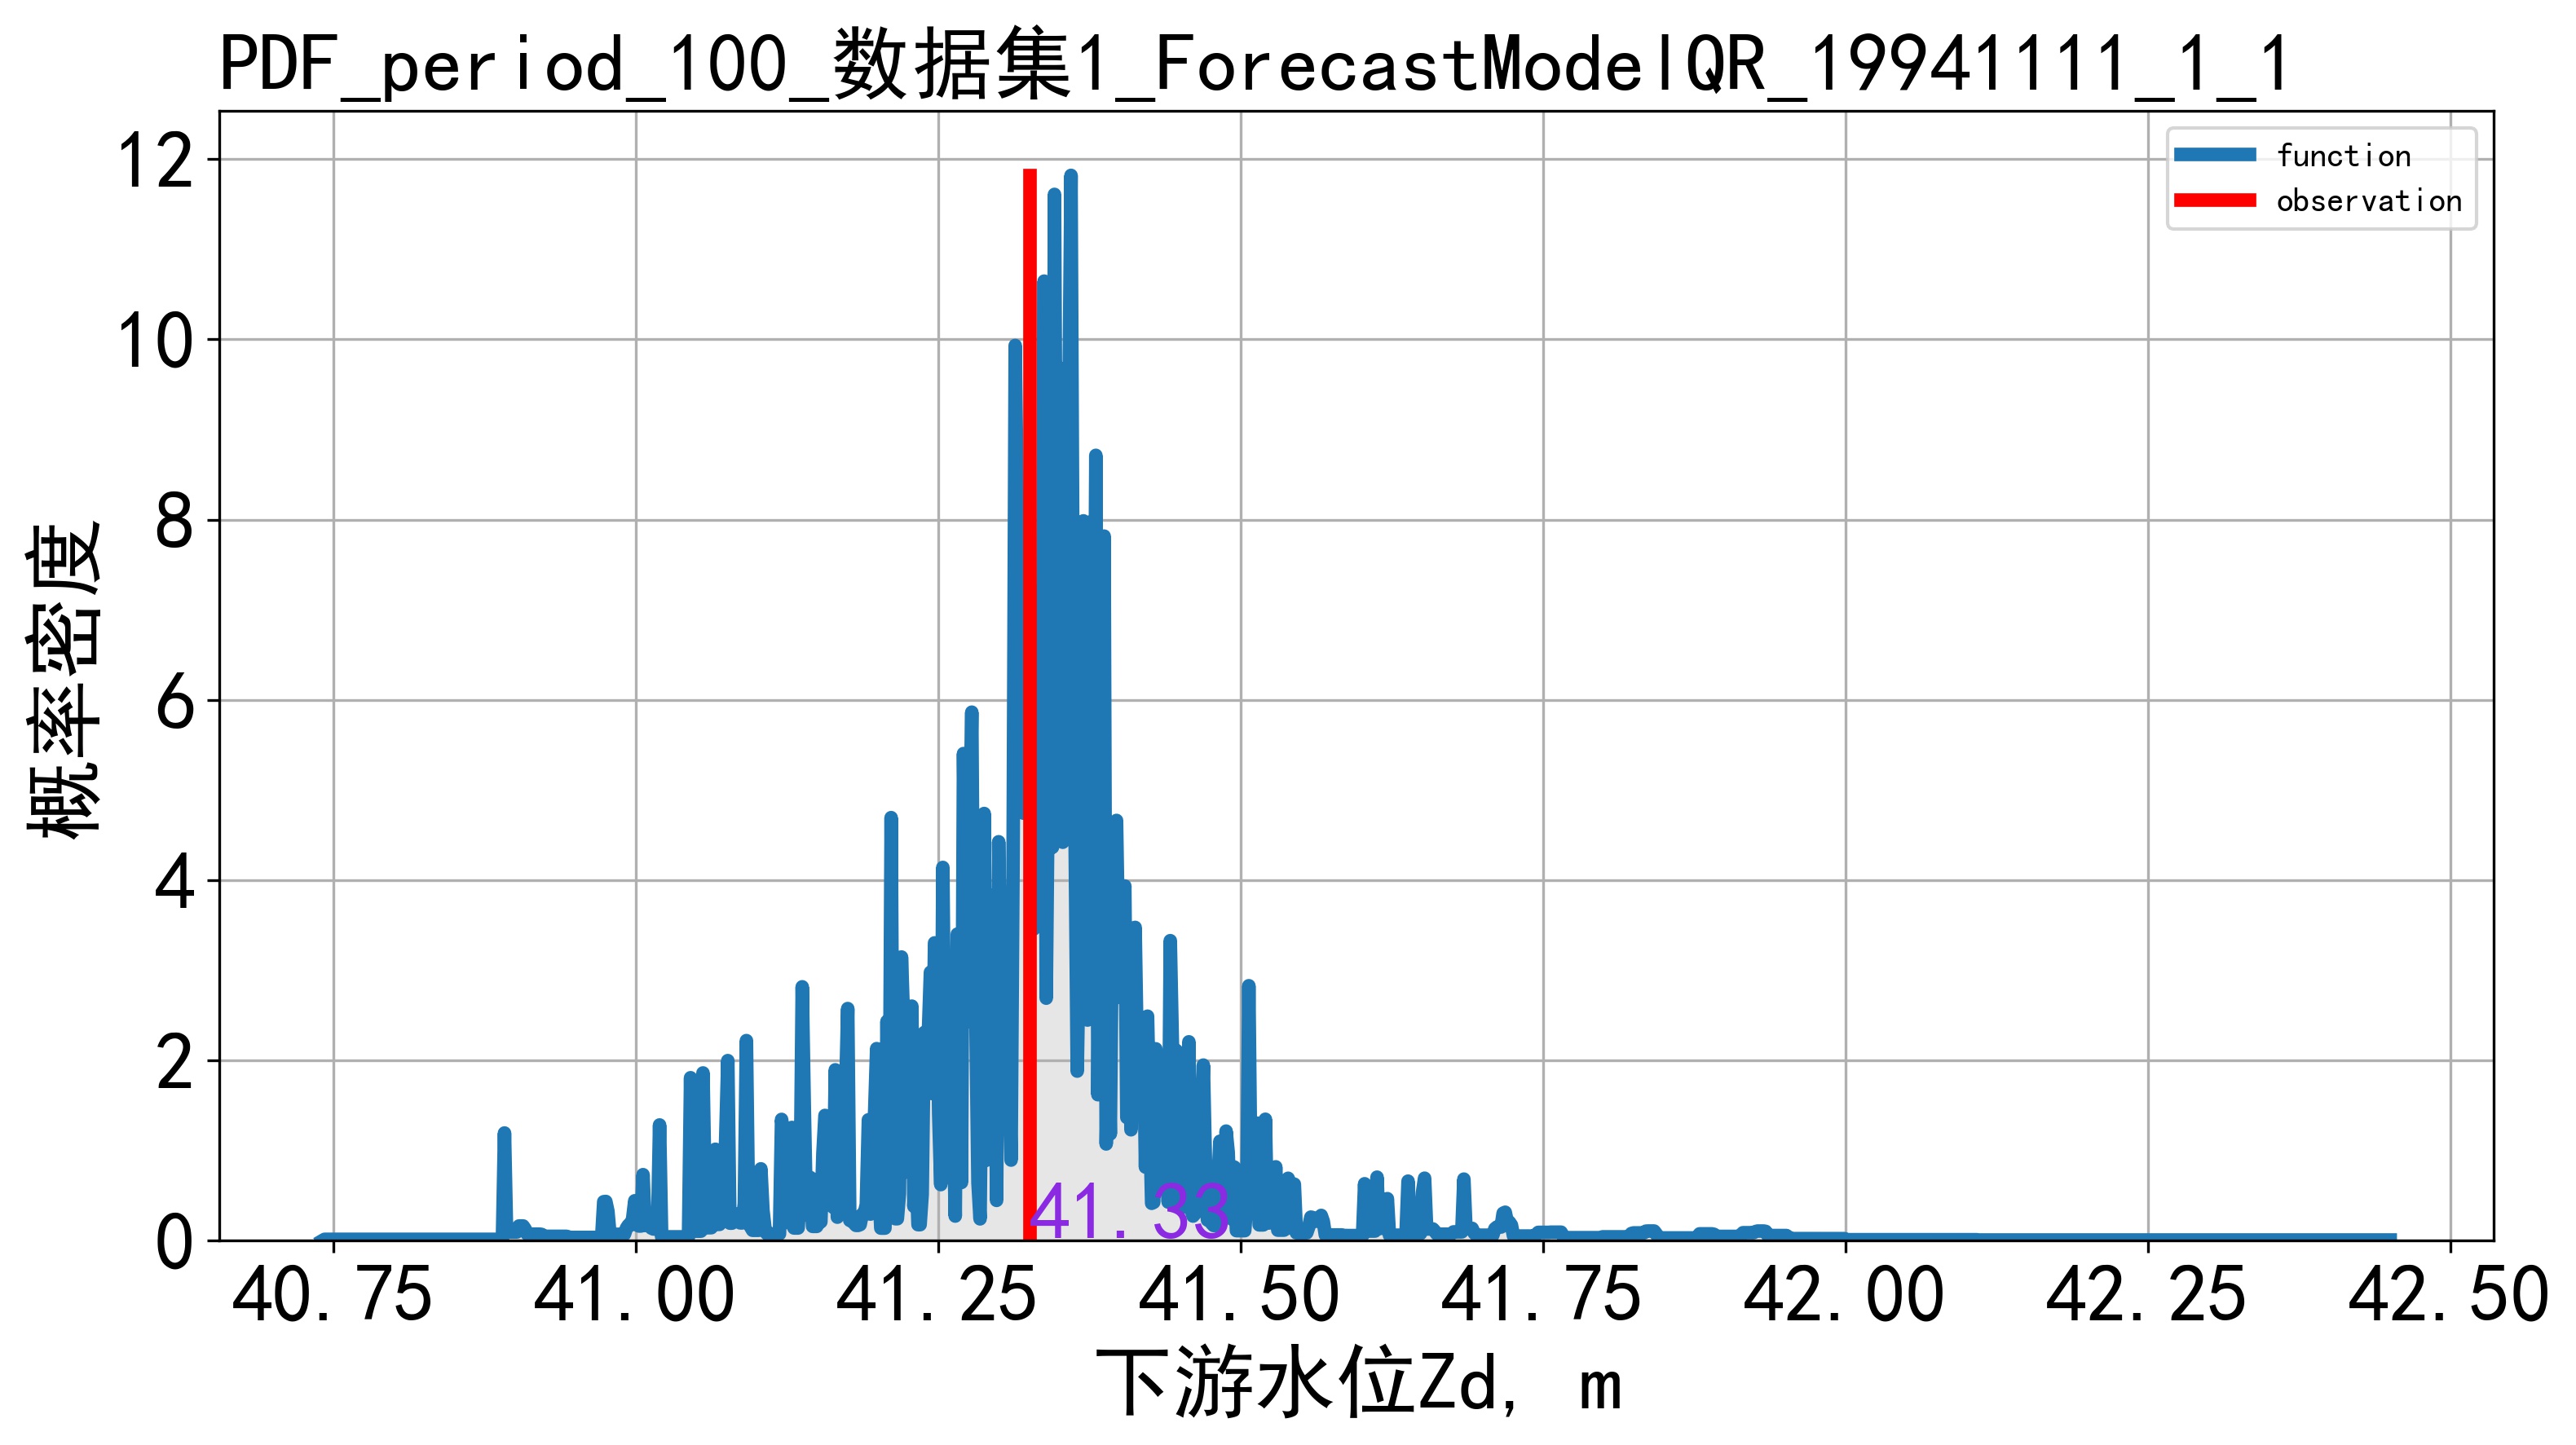 PDF_period_100_数据集1_ForecastModelQR_19941111_1_1
function
observation
12
10
8
6
4
2
0
概率密度
41.33
40.75 41.00 41.25 41.50 41.75 42.00 42.25 42.50
下游水位Zd, m